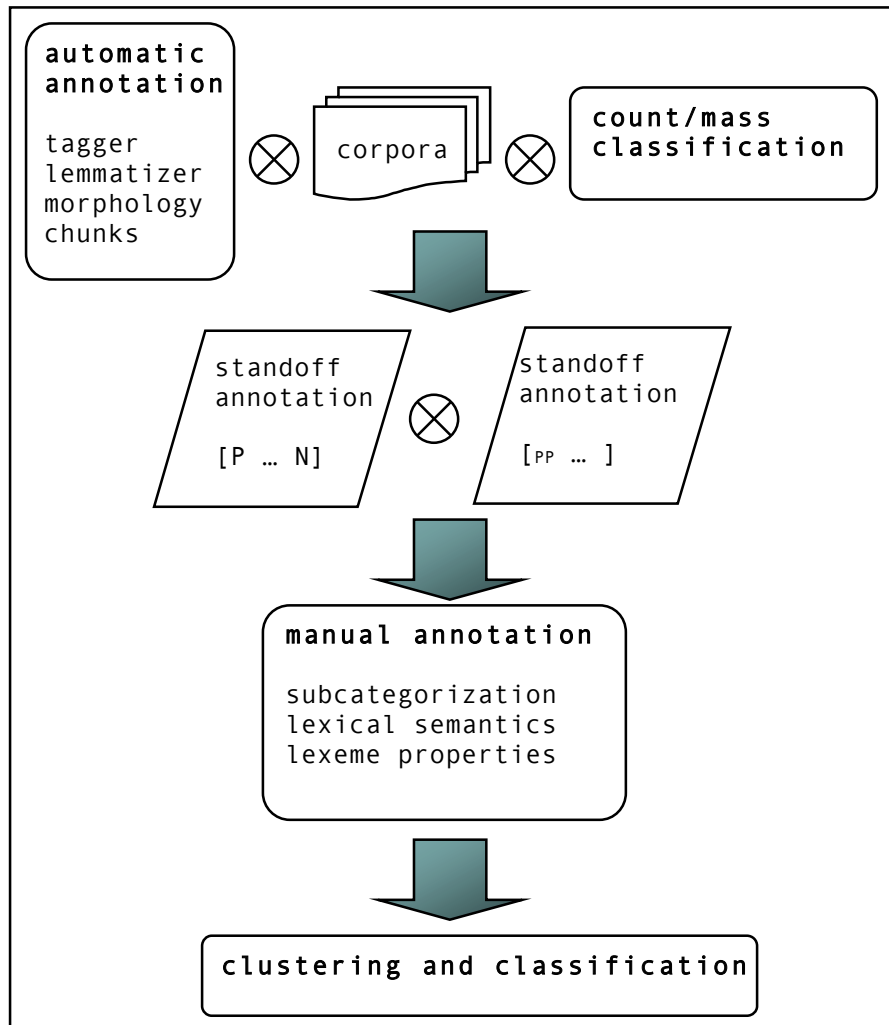 automatic
annotation
tagger
lemmatizer
morphology
chunks
corpora
count/mass
classification
standoff
annotation
[P … N]
standoff
annotation
[PP … ]
manual annotation
subcategorization
lexical semantics
lexeme properties
clustering and classification